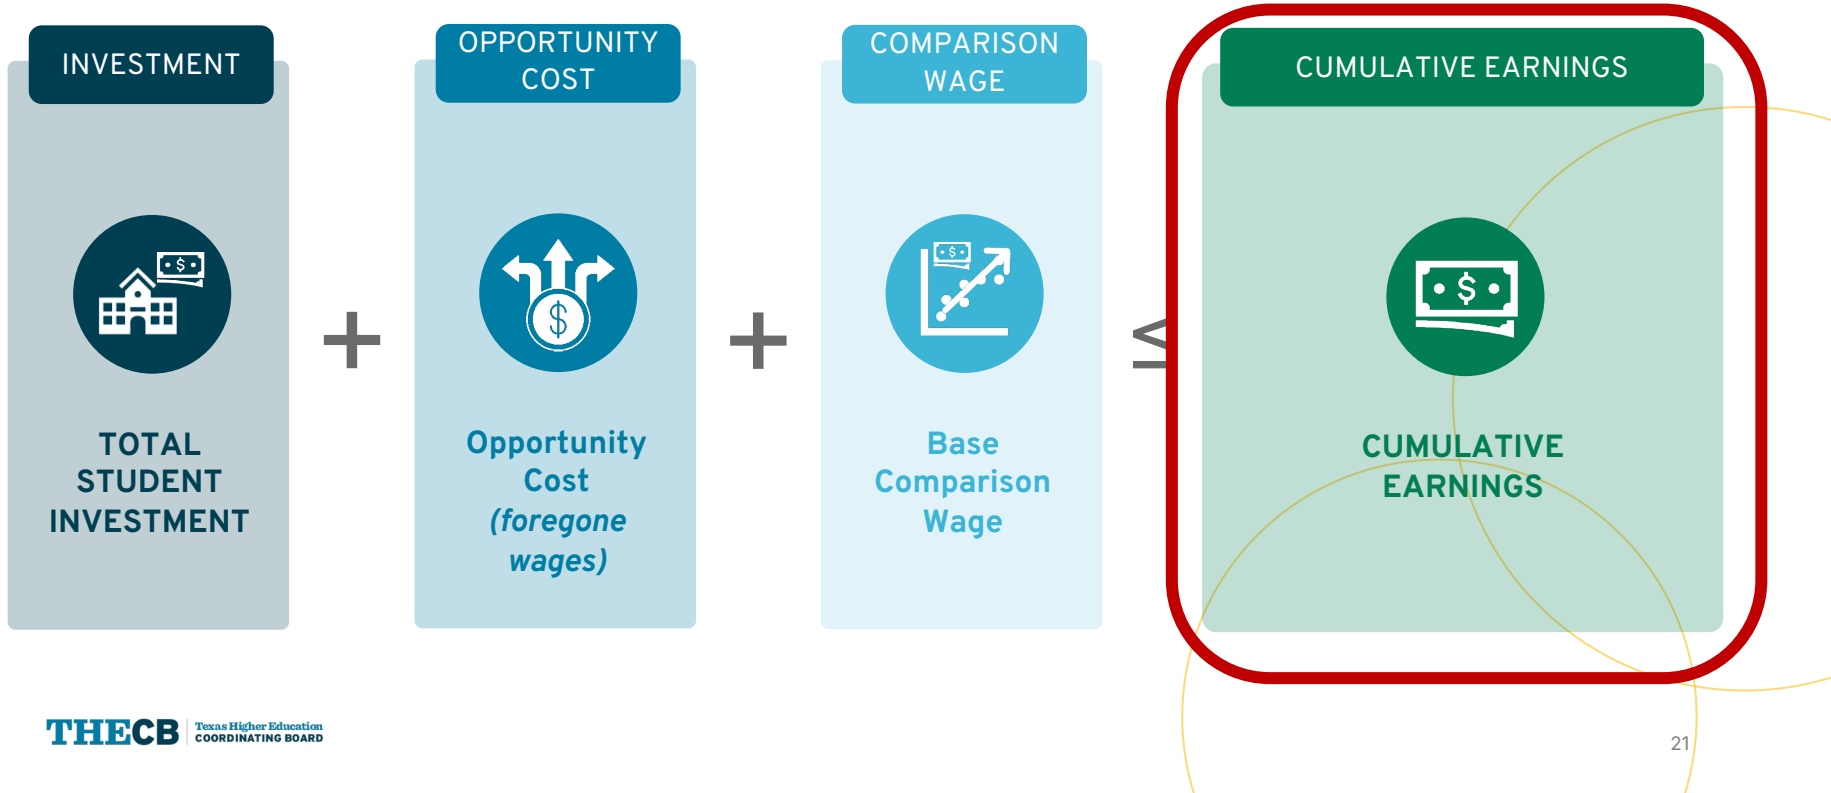 INVESTMENT
TOTAL
STUDENT
INVESTMENT
+
OPPORTUNITY
COST
Opportunity
Cost
(foregone
wages)
+
COMPARISON
WAGE
Base
Comparison
Wage
≤
CUMULATIVE EARNINGS
CUMULATIVE
EARNINGS
THECB
Texas Higher Education
COORDINATING BOARD
21